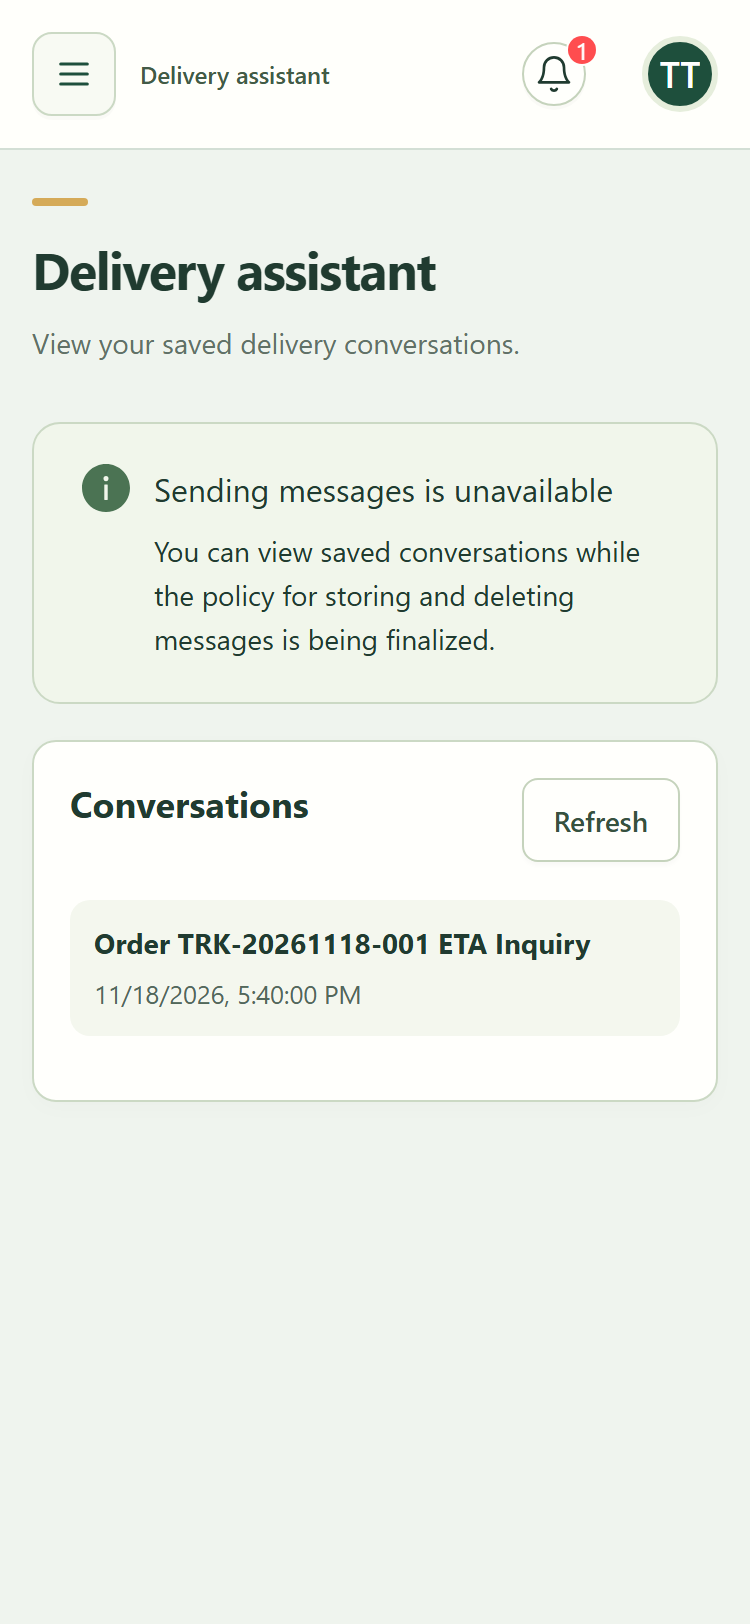 Delivery assistant
1
TT
Delivery assistant
View your saved delivery conversations.
i
Sending messages is unavailable
You can view saved conversations while
the policy for storing and deleting
messages is being finalized.
Conversations
Refresh
Order TRK-20261118-001 ETA Inquiry
11/18/2026, 5:40:00 PM